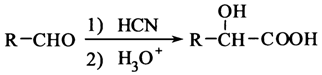 OH
R–CHO 1) HCN R–CH–COOH
2) H₃O⁺